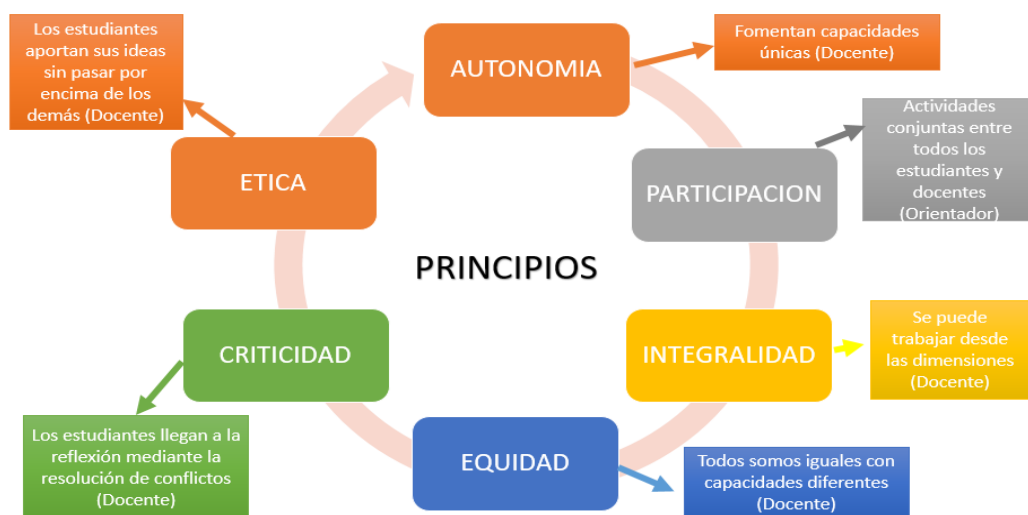 Los estudiantes
aportan sus ideas
sin pasar por
encima de los
demás (Docente)
AUTONOMIA
Fomentan capacidades
únicas (Docente)
Actividades
conjuntas entre
todos los
estudiantes y
docentes
(Orientador)
ETICA
PARTICIPACION
PRINCIPIOS
CRITICIDAD
INTEGRALIDAD
Se puede
trabajar desde
las dimensiones
(Docente)
Los estudiantes llegan a la
reflexión mediante la
resolución de conflictos
(Docente)
EQUIDAD
Todos somos iguales con
capacidades diferentes
(Docente)